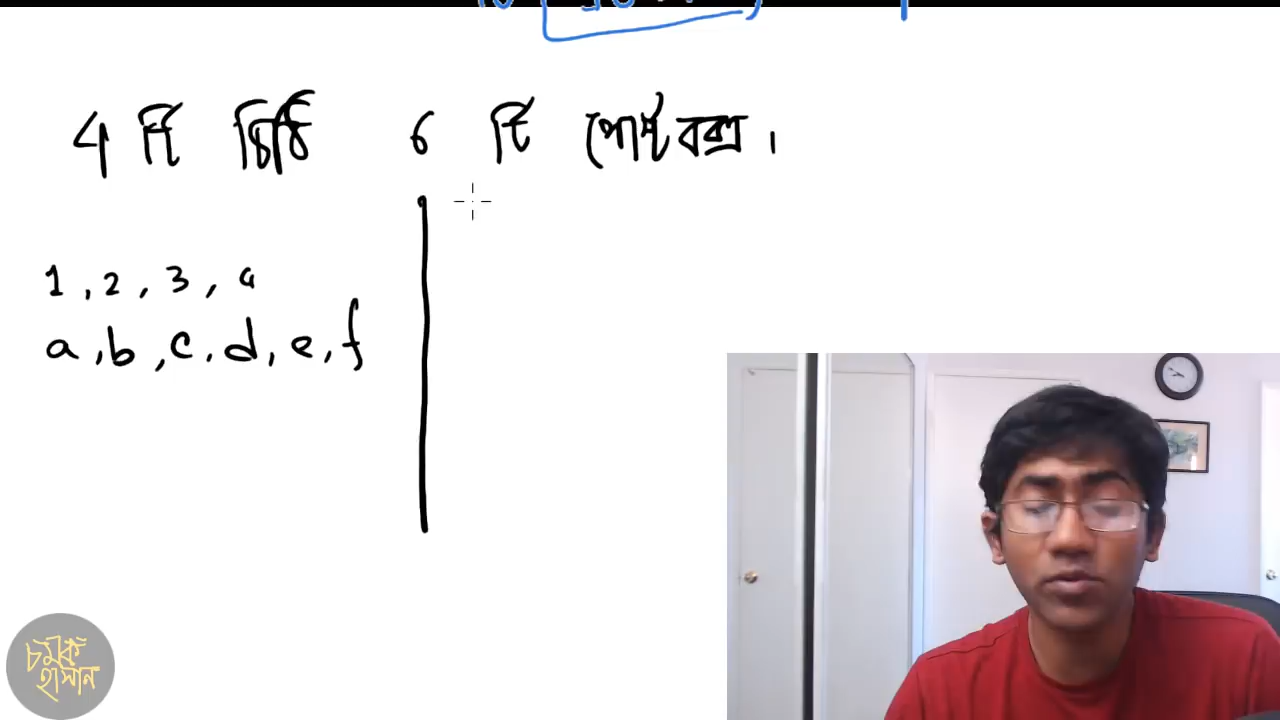 4 টি চিঠি 6 টি পোস্টবক্স।
1, 2, 3, 4
a, b, c, d, e, f
চমক
হাসান